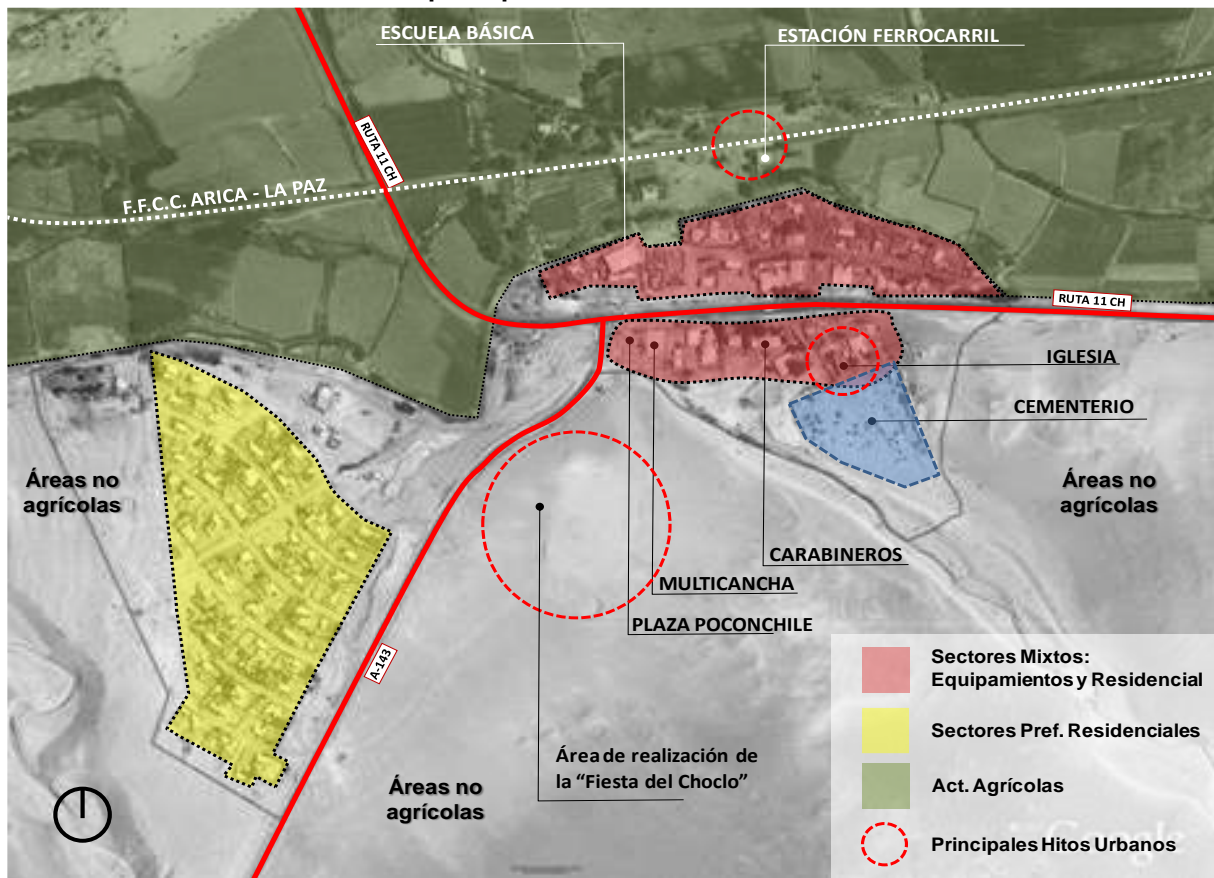 ESCUELA BÁSICA
ESTACIÓN FERROCARRIL
RUTA 11 CH
F.F.C.C. ARICA - LA PAZ
RUTA 11 CH
IGLESIA
CEMENTERIO
Áreas no
agrícolas
Áreas no
agrícolas
CARABINEROS
MULTICANCHA
PLAZA POCONCHILE
A-143
Área de realización de
la “Fiesta del Choclo”
Áreas no
agrícolas
Sectores Mixtos:
Equipamientos y Residencial
Sectores Pref. Residenciales
Act. Agrícolas
Principales Hitos Urbanos
Google